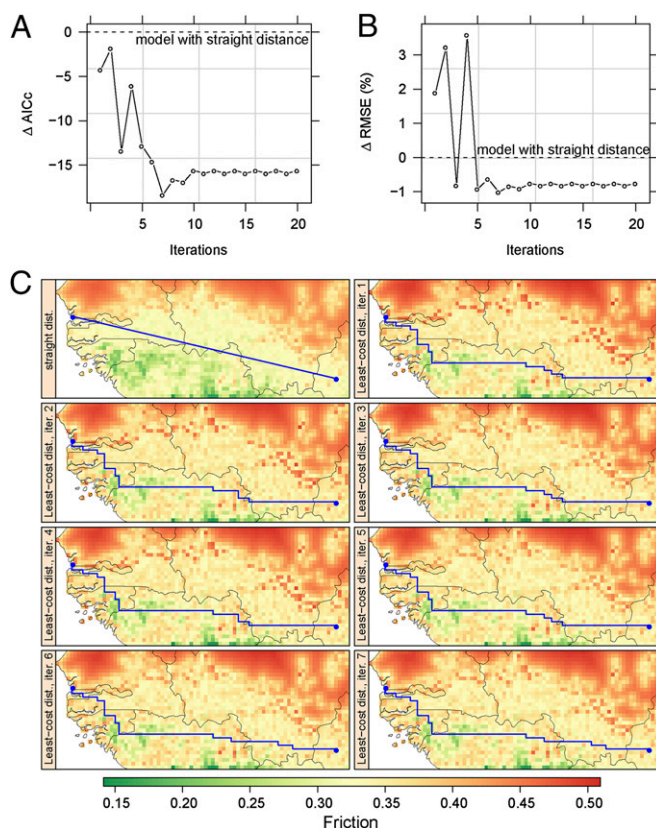 A
model with straight distance
Δ AICc
0
−5
−10
−15
5
10
15
20
Iterations
B
model with straight distance
Δ RMSE (%)
3
2
1
0
−1
5
10
15
20
Iterations
C
straight dist.
Least−cost dist., iter. 1
Least−cost dist., iter. 2
Least−cost dist., iter. 3
Least−cost dist., iter. 4
Least−cost dist., iter. 5
Least−cost dist., iter. 6
Least−cost dist., iter. 7
0.15 0.20 0.25 0.30 0.35 0.40 0.45 0.50
Friction